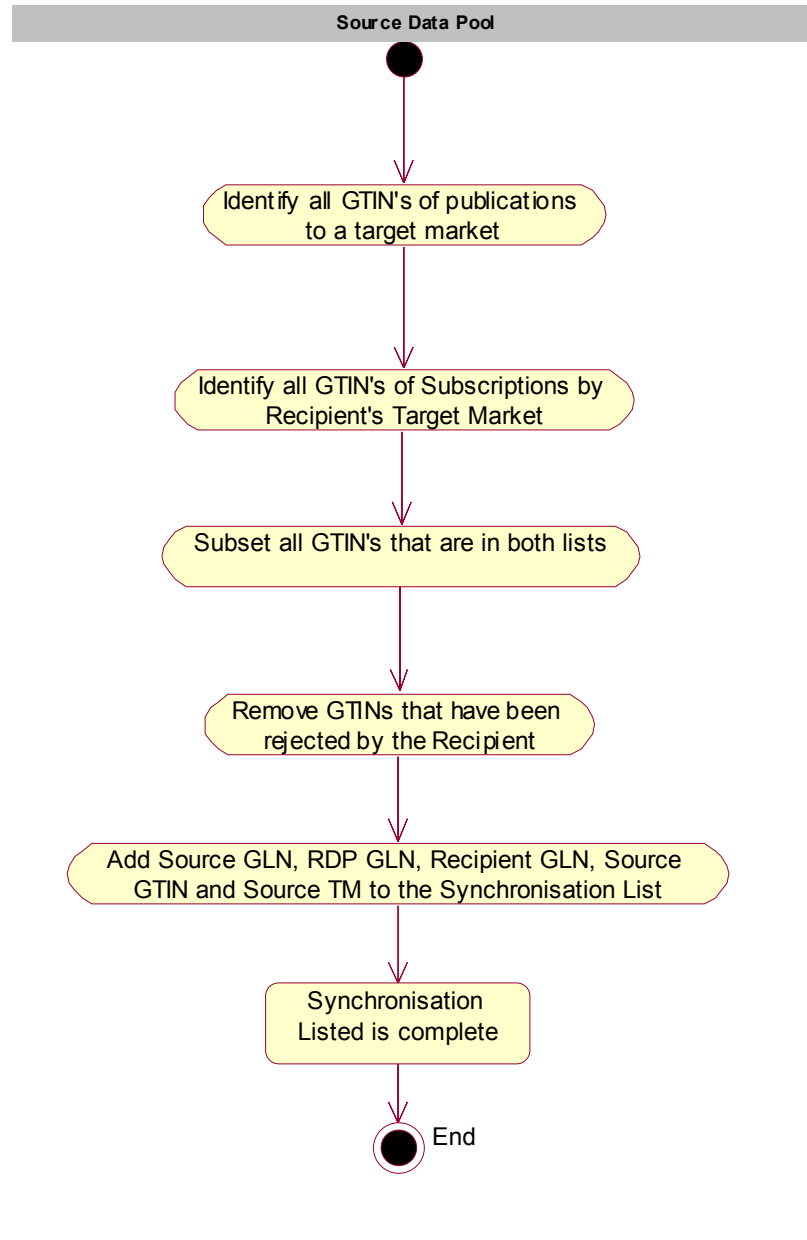 Source Data Pool
Identify all GTIN's of publications
to a target market
Identify all GTIN's of Subscriptions by
Recipient's Target Market
Subset all GTIN's that are in both lists
Remove GTINs that have been
rejected by the Recipient
Add Source GLN, RDP GLN, Recipient GLN, Source
GTIN and Source TM to the Synchronisation List
Synchronisation
Listed is complete
End